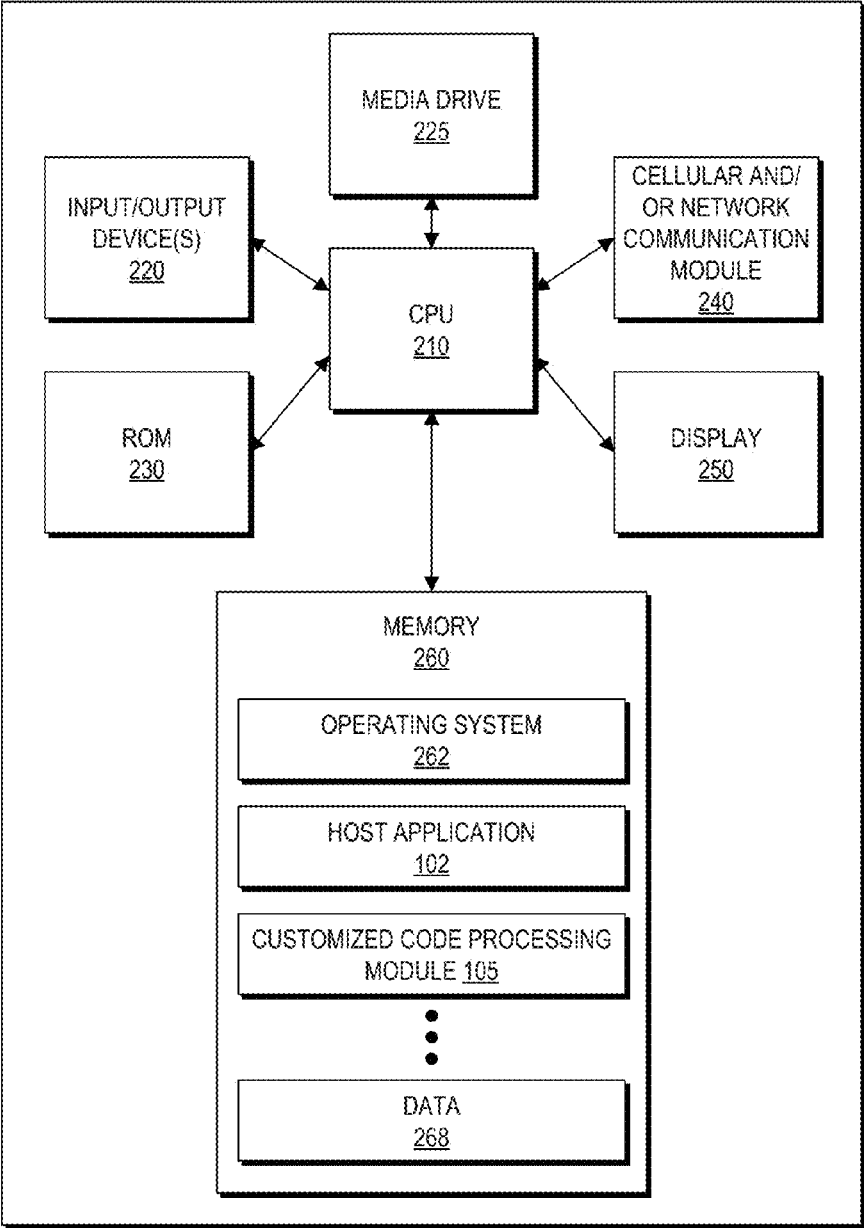 MEDIA DRIVE
225
INPUT/OUTPUT
DEVICE(S)
220
CELLULAR AND/
OR NETWORK
COMMUNICATION
MODULE
240
CPU
210
ROM
230
DISPLAY
250
MEMORY
260
OPERATING SYSTEM
262
HOST APPLICATION
102
CUSTOMIZED CODE PROCESSING
MODULE 105
DATA
268